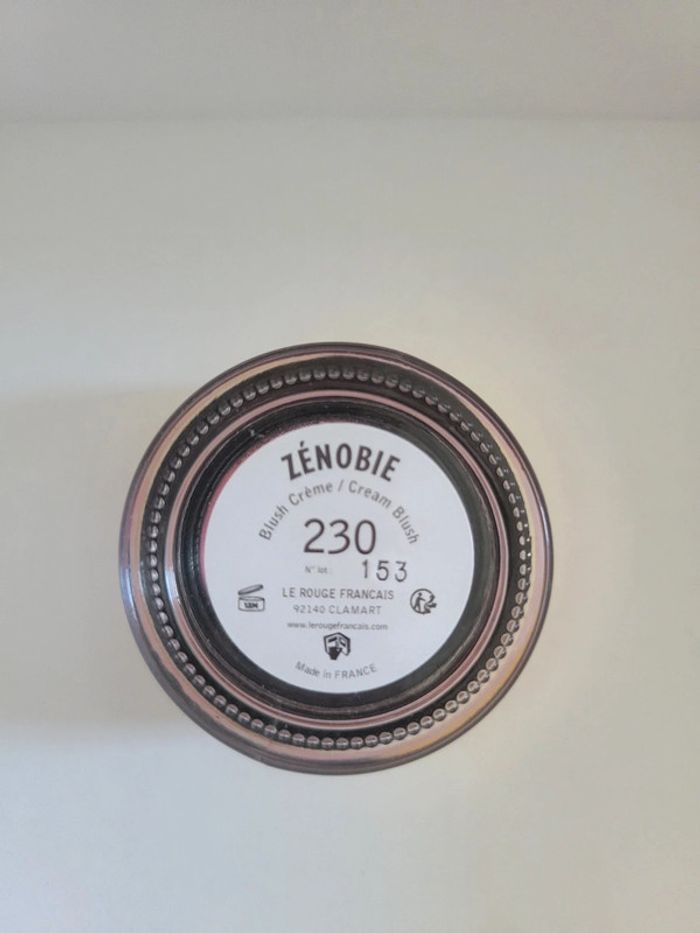 ZÉNOBIE
Blush Crème / Cream Blush
230
N° lot : 153
12M
LE ROUGE FRANCAIS
92140 CLAMART
www.lerougefrancais.com
Made in FRANCE